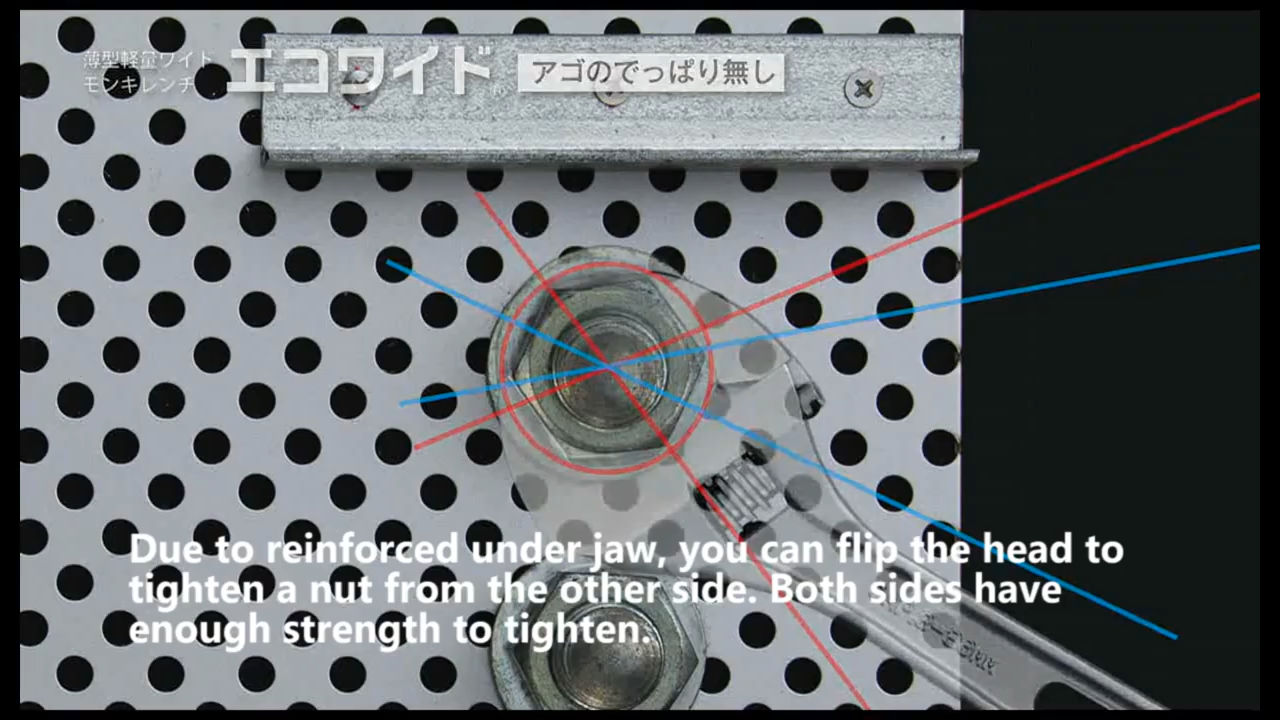 薄型軽量ワイド
モンキレンチ
エコワイド®
アゴのでっぱり無し
Due to reinforced under jaw, you can flip the head to
tighten a nut from the other side. Both sides have
enough strength to tighten.